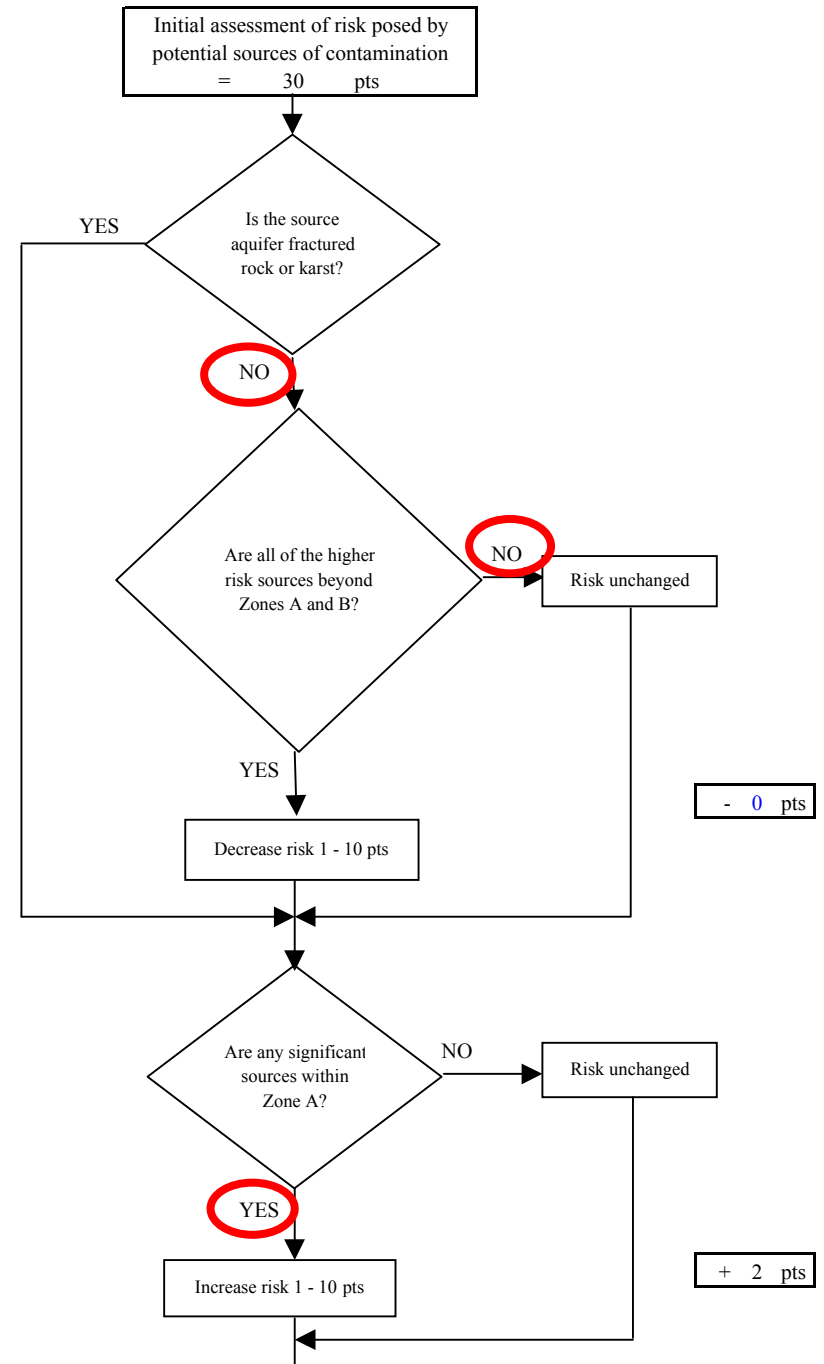 Initial assessment of risk posed by
potential sources of contamination
= 30 pts
YES
Is the source
aquifer fractured
rock or karst?
NO
Are all of the higher
risk sources beyond
Zones A and B?
NO
Risk unchanged
YES
- 0 pts
Decrease risk 1 - 10 pts
Are any significant
sources within
Zone A?
NO
Risk unchanged
YES
+ 2 pts
Increase risk 1 - 10 pts